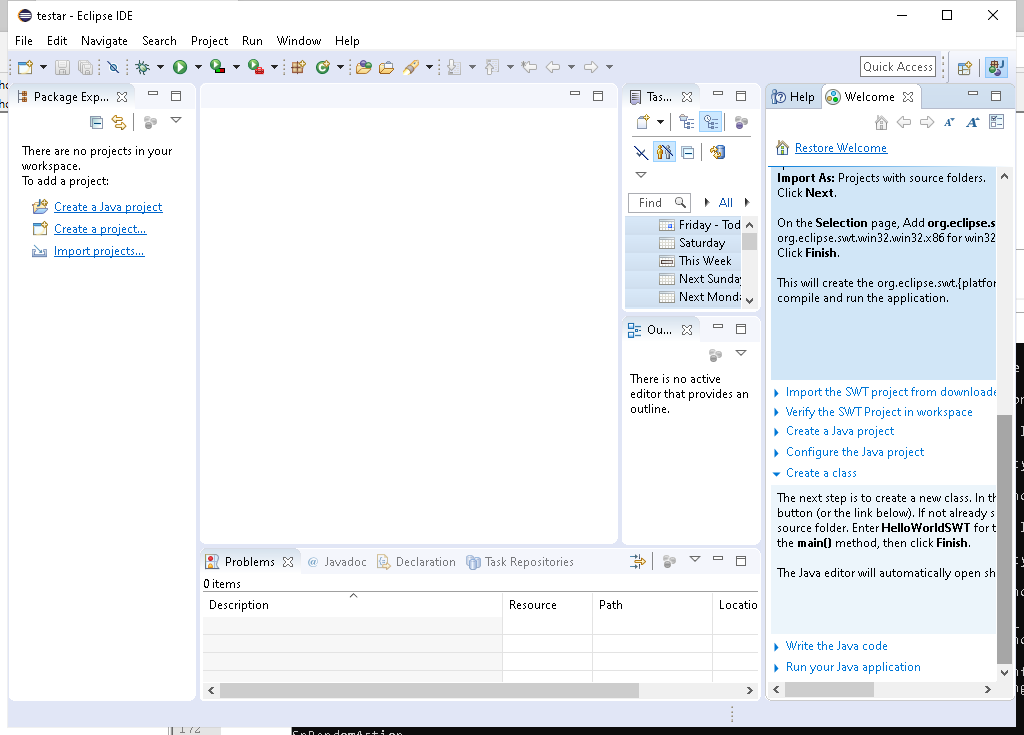 testar - Eclipse IDE
File Edit Navigate Search Project Run Window Help
Quick Access
Package Exp...
There are no projects in your
workspace.
To add a project:
Create a Java project
Create a project...
Import projects...
Tas...
Find
All
Friday - Tod
Saturday
This Week
Next Sunda
Next Monda
Ou...
There is no active
editor that provides an
outline.
Help
Welcome
Restore Welcome
Import As: Projects with source folders.
Click Next.
On the Selection page, Add org.eclipse.s
org.eclipse.swt.win32.win32.x86 for win32
Click Finish.
This will create the org.eclipse.swt.{platfor
compile and run the application.
Import the SWT project from downloade
Verify the SWT Project in workspace
Create a Java project
Configure the Java project
Create a class
The next step is to create a new class. In th
button (or the link below). If not already s
source folder. Enter HelloWorldSWT for t
the main() method, then click Finish.
The Java editor will automatically open sh
Write the Java code
Run your Java application
Problems
@ Javadoc
Declaration
Task Repositories
0 items
Description Resource Path Locatio
172